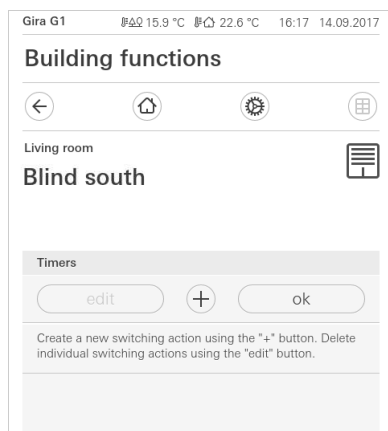 Gira G1 15.9 °C 22.6 °C 16:17 14.09.2017
Building functions
Living room
Blind south
Timers
edit + ok
Create a new switching action using the "+" button. Delete
individual switching actions using the "edit" button.